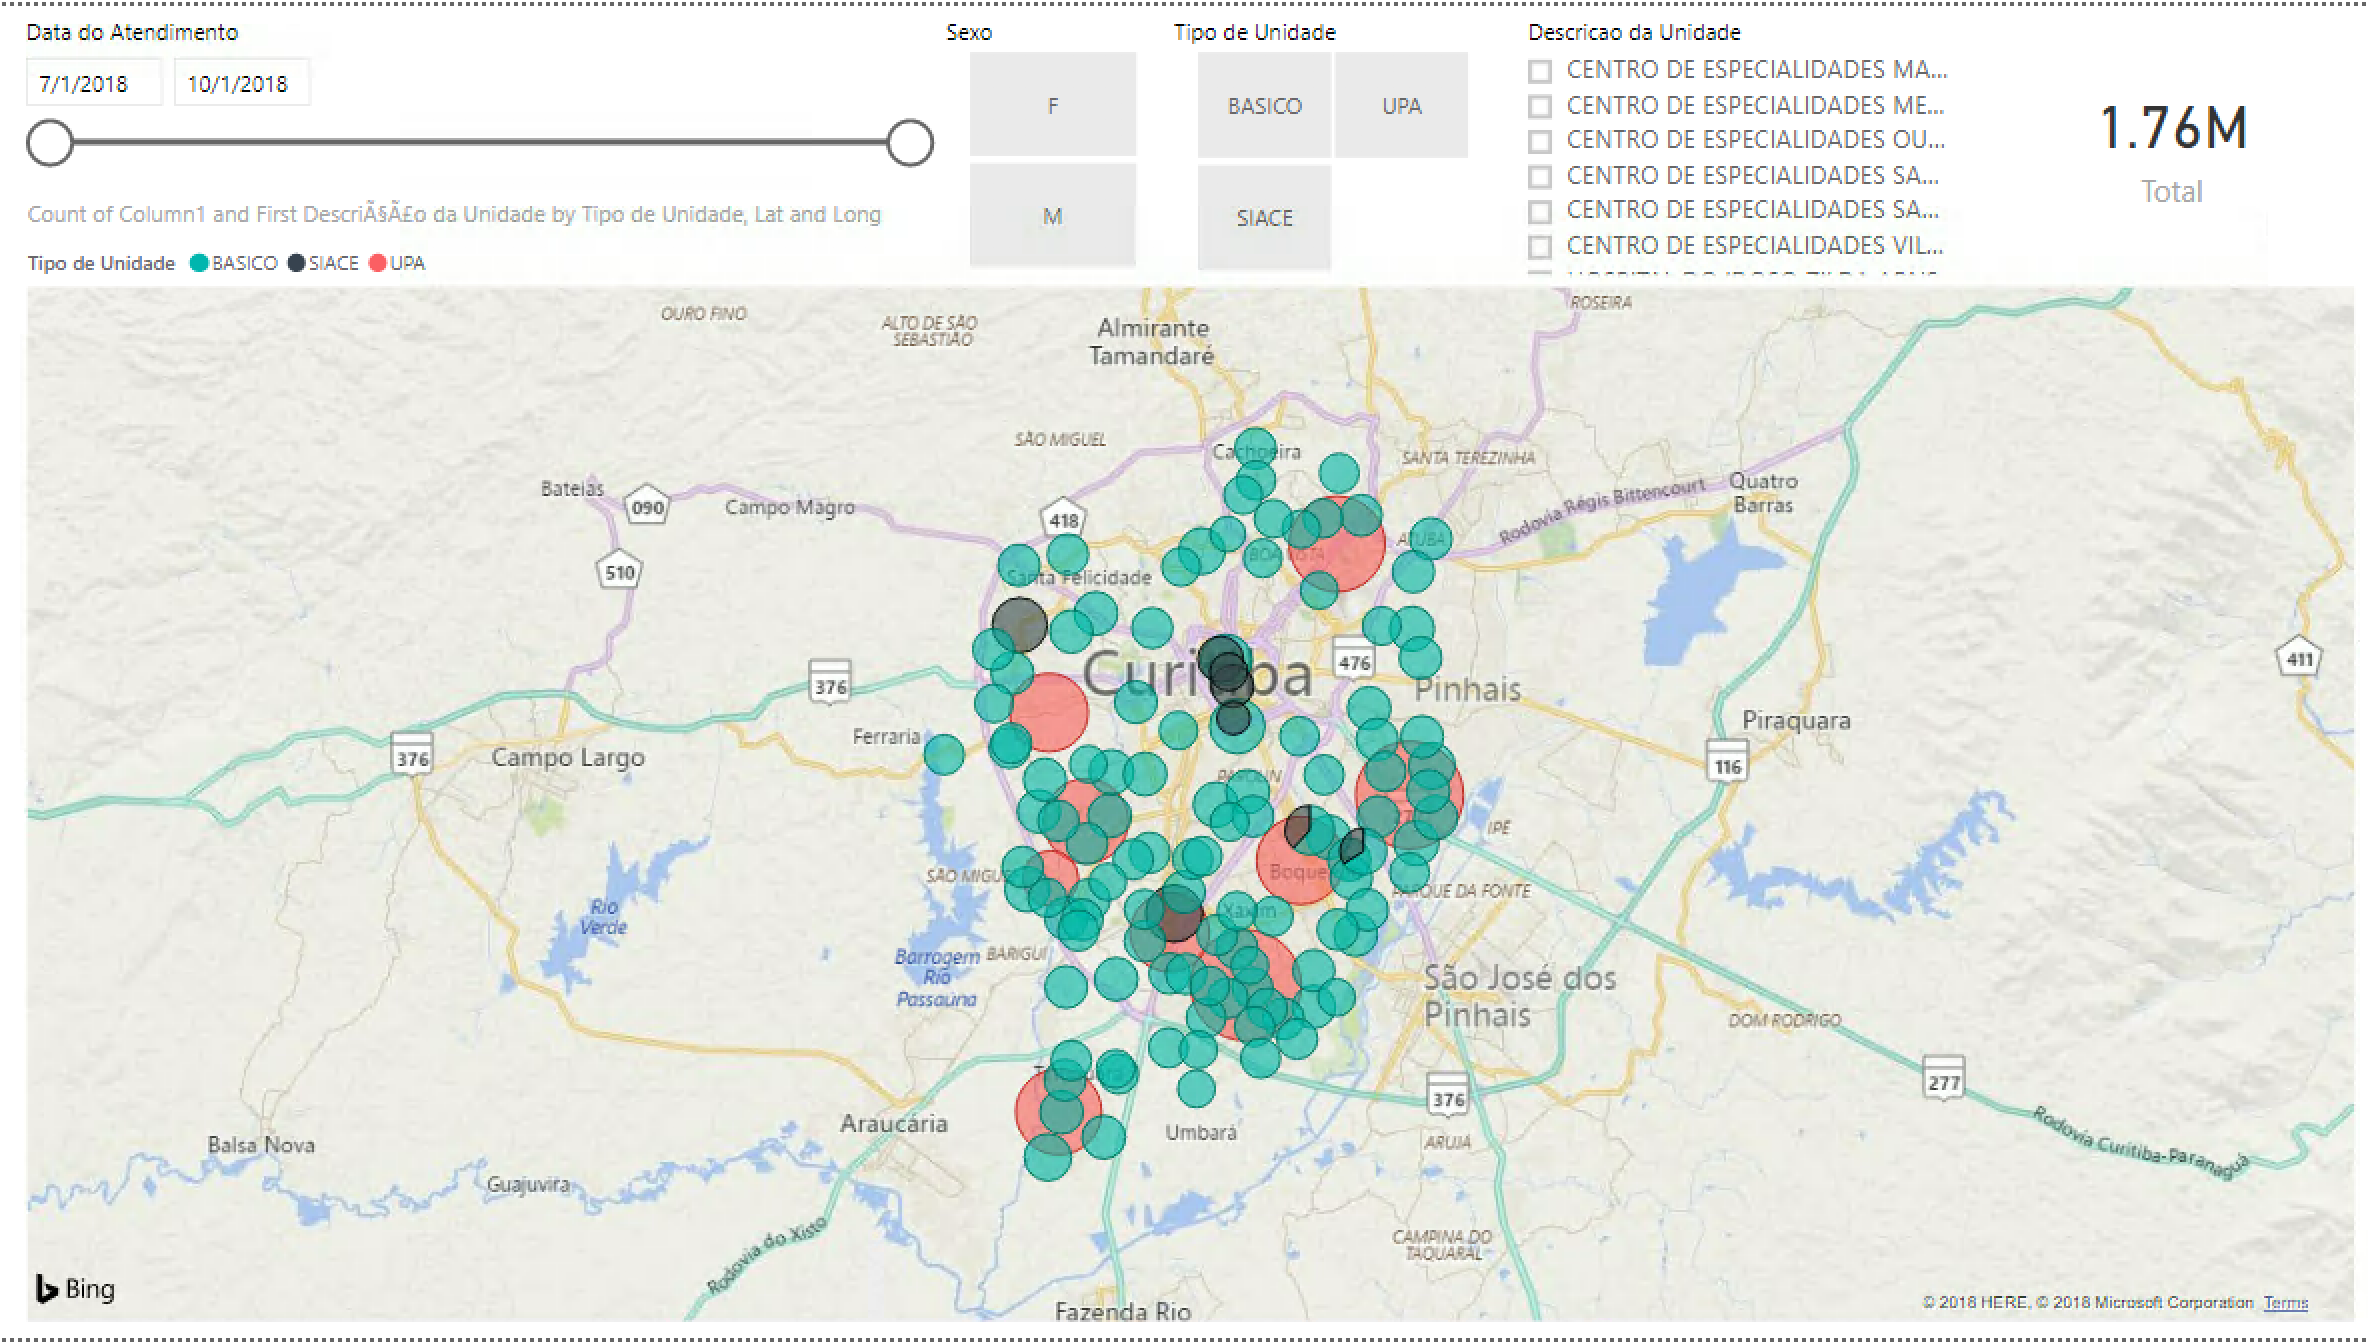 Data do Atendimento
7/1/2018
10/1/2018
Sexo
F
M
Tipo de Unidade
BASICO
UPA
SIACE
Descricao da Unidade
CENTRO DE ESPECIALIDADES MA...
CENTRO DE ESPECIALIDADES ME...
CENTRO DE ESPECIALIDADES OU...
CENTRO DE ESPECIALIDADES SA...
CENTRO DE ESPECIALIDADES SA...
CENTRO DE ESPECIALIDADES VIL...
1.76M
Total
Count of Column1 and First DescriÃ§Ã£o da Unidade by Tipo de Unidade, Lat and Long
Tipo de Unidade BASICO SIACE UPA
OURO FINO
ALTO DE SÃO
SEBASTIÃO
Almirante
Tamandaré
ROSEIRA
SÃO MIGUEL
Cachoeira
SANTA TEREZINHA
Bateias
090
Campo Magro
418
Rodovia Régis Bittencourt
Quatro
Barras
ATUBA
510
Santa Felicidade
376
Curitiba
476
Pinhais
411
Piraquara
376
Campo Largo
Ferraria
116
IPÊ
SÃO MIGUEL
PARQUE DA FONTE
Xaxim
Rio
Verde
Barragem
Rio
Passaúna
BARIGUI
São José dos
Pinhais
DOM RODRIGO
277
376
Rodovia Curitiba-Paranaguá
Araucária
Umbará
ARUJÁ
Balsa Nova
Guajuvira
Rodovia do Xisto
CAMPINA DO
TAQUARAL
Bing
Fazenda Rio
© 2018 HERE, © 2018 Microsoft Corporation Terms